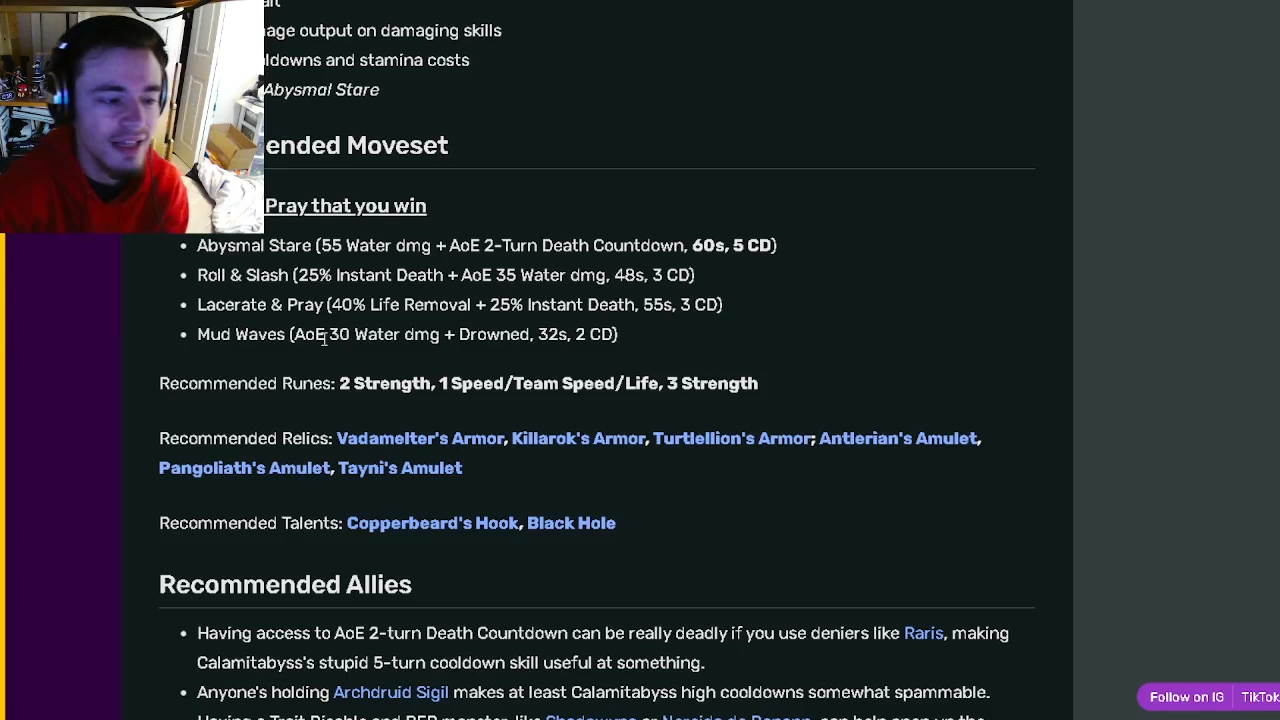 age output on damaging skills
ldowns and stamina costs
Abysmal Stare
ended Moveset
Pray that you win
• Abysmal Stare (55 Water dmg + AoE 2-Turn Death Countdown, 60s, 5 CD)
• Roll & Slash (25% Instant Death + AoE 35 Water dmg, 48s, 3 CD)
• Lacerate & Pray (40% Life Removal + 25% Instant Death, 55s, 3 CD)
• Mud Waves (AoE 30 Water dmg + Drowned, 32s, 2 CD)
Recommended Runes: 2 Strength, 1 Speed/Team Speed/Life, 3 Strength
Recommended Relics: Vadamelter's Armor, Killarok's Armor, Turtlellion's Armor; Antlerian's Amulet,
Pangoliath's Amulet, Tayni's Amulet
Recommended Talents: Copperbeard's Hook, Black Hole
Recommended Allies
• Having access to AoE 2-turn Death Countdown can be really deadly if you use deniers like Raris, making
Calamitabyss's stupid 5-turn cooldown skill useful at something.
• Anyone's holding Archdruid Sigil makes at least Calamitabyss high cooldowns somewhat spammable.
Follow on IG TikTo